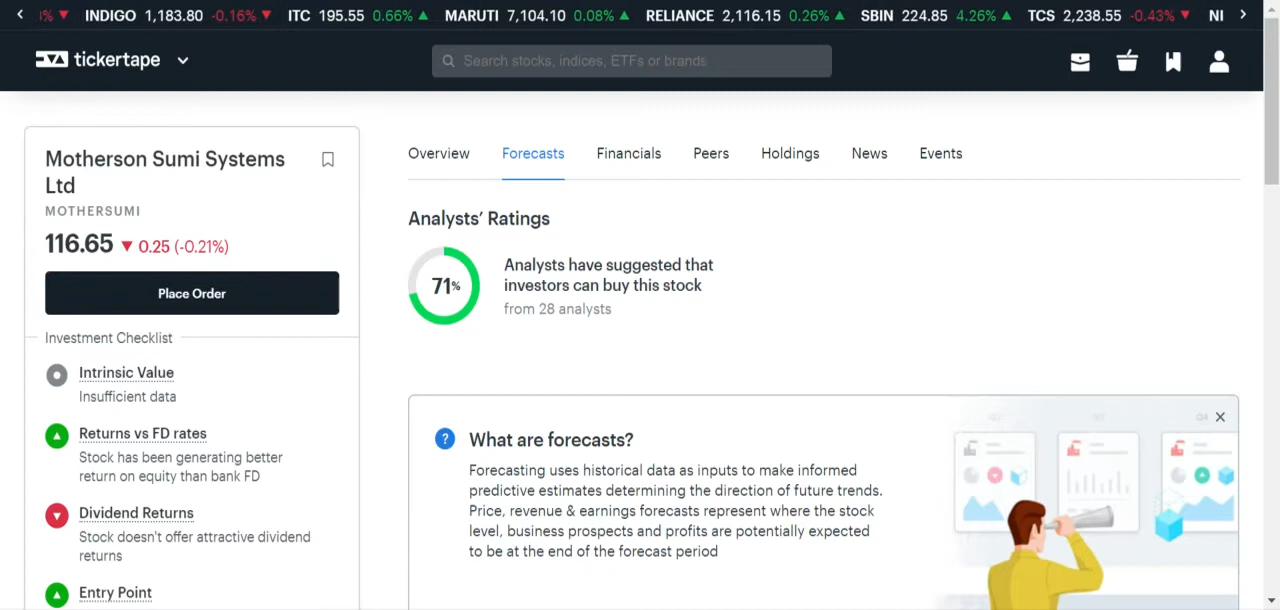 % INDIGO 1,183.80 -0.16% ITC 195.55 0.66% MARUTI 7,104.10 0.08% RELIANCE 2,116.15 0.26% SBIN 224.85 4.26% TCS 2,238.55 -0.43% NI
tickertape
Search stocks, indices, ETFs or brands
Motherson Sumi Systems
Ltd
MOTHERSUMI
116.65 0.25 (-0.21%)
Place Order
Investment Checklist
Intrinsic Value
Insufficient data
Returns vs FD rates
Stock has been generating better
return on equity than bank FD
Dividend Returns
Stock doesn't offer attractive dividend
returns
Entry Point
Overview Forecasts Financials Peers Holdings News Events
Analysts' Ratings
71%
Analysts have suggested that
investors can buy this stock
from 28 analysts
? What are forecasts?
Forecasting uses historical data as inputs to make informed
predictive estimates determining the direction of future trends.
Price, revenue & earnings forecasts represent where the stock
level, business prospects and profits are potentially expected
to be at the end of the forecast period